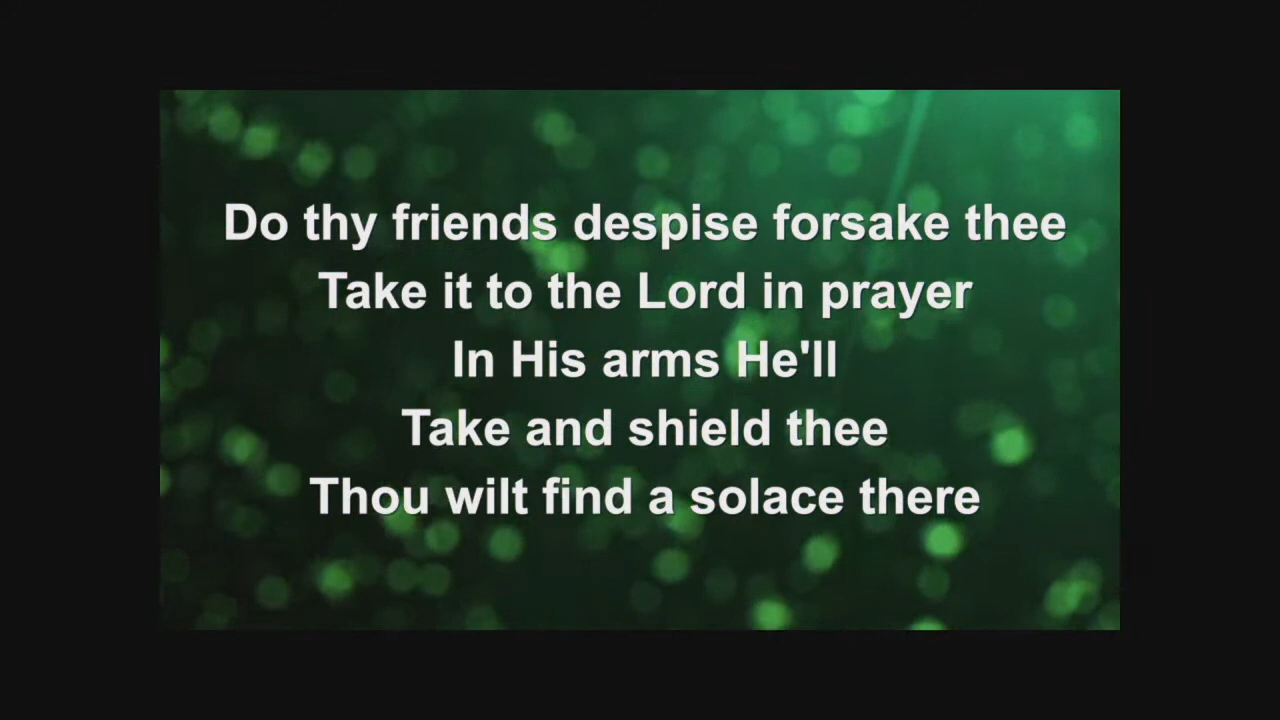 Do thy friends despise forsake thee
Take it to the Lord in prayer
In His arms He'll
Take and shield thee
Thou wilt find a solace there